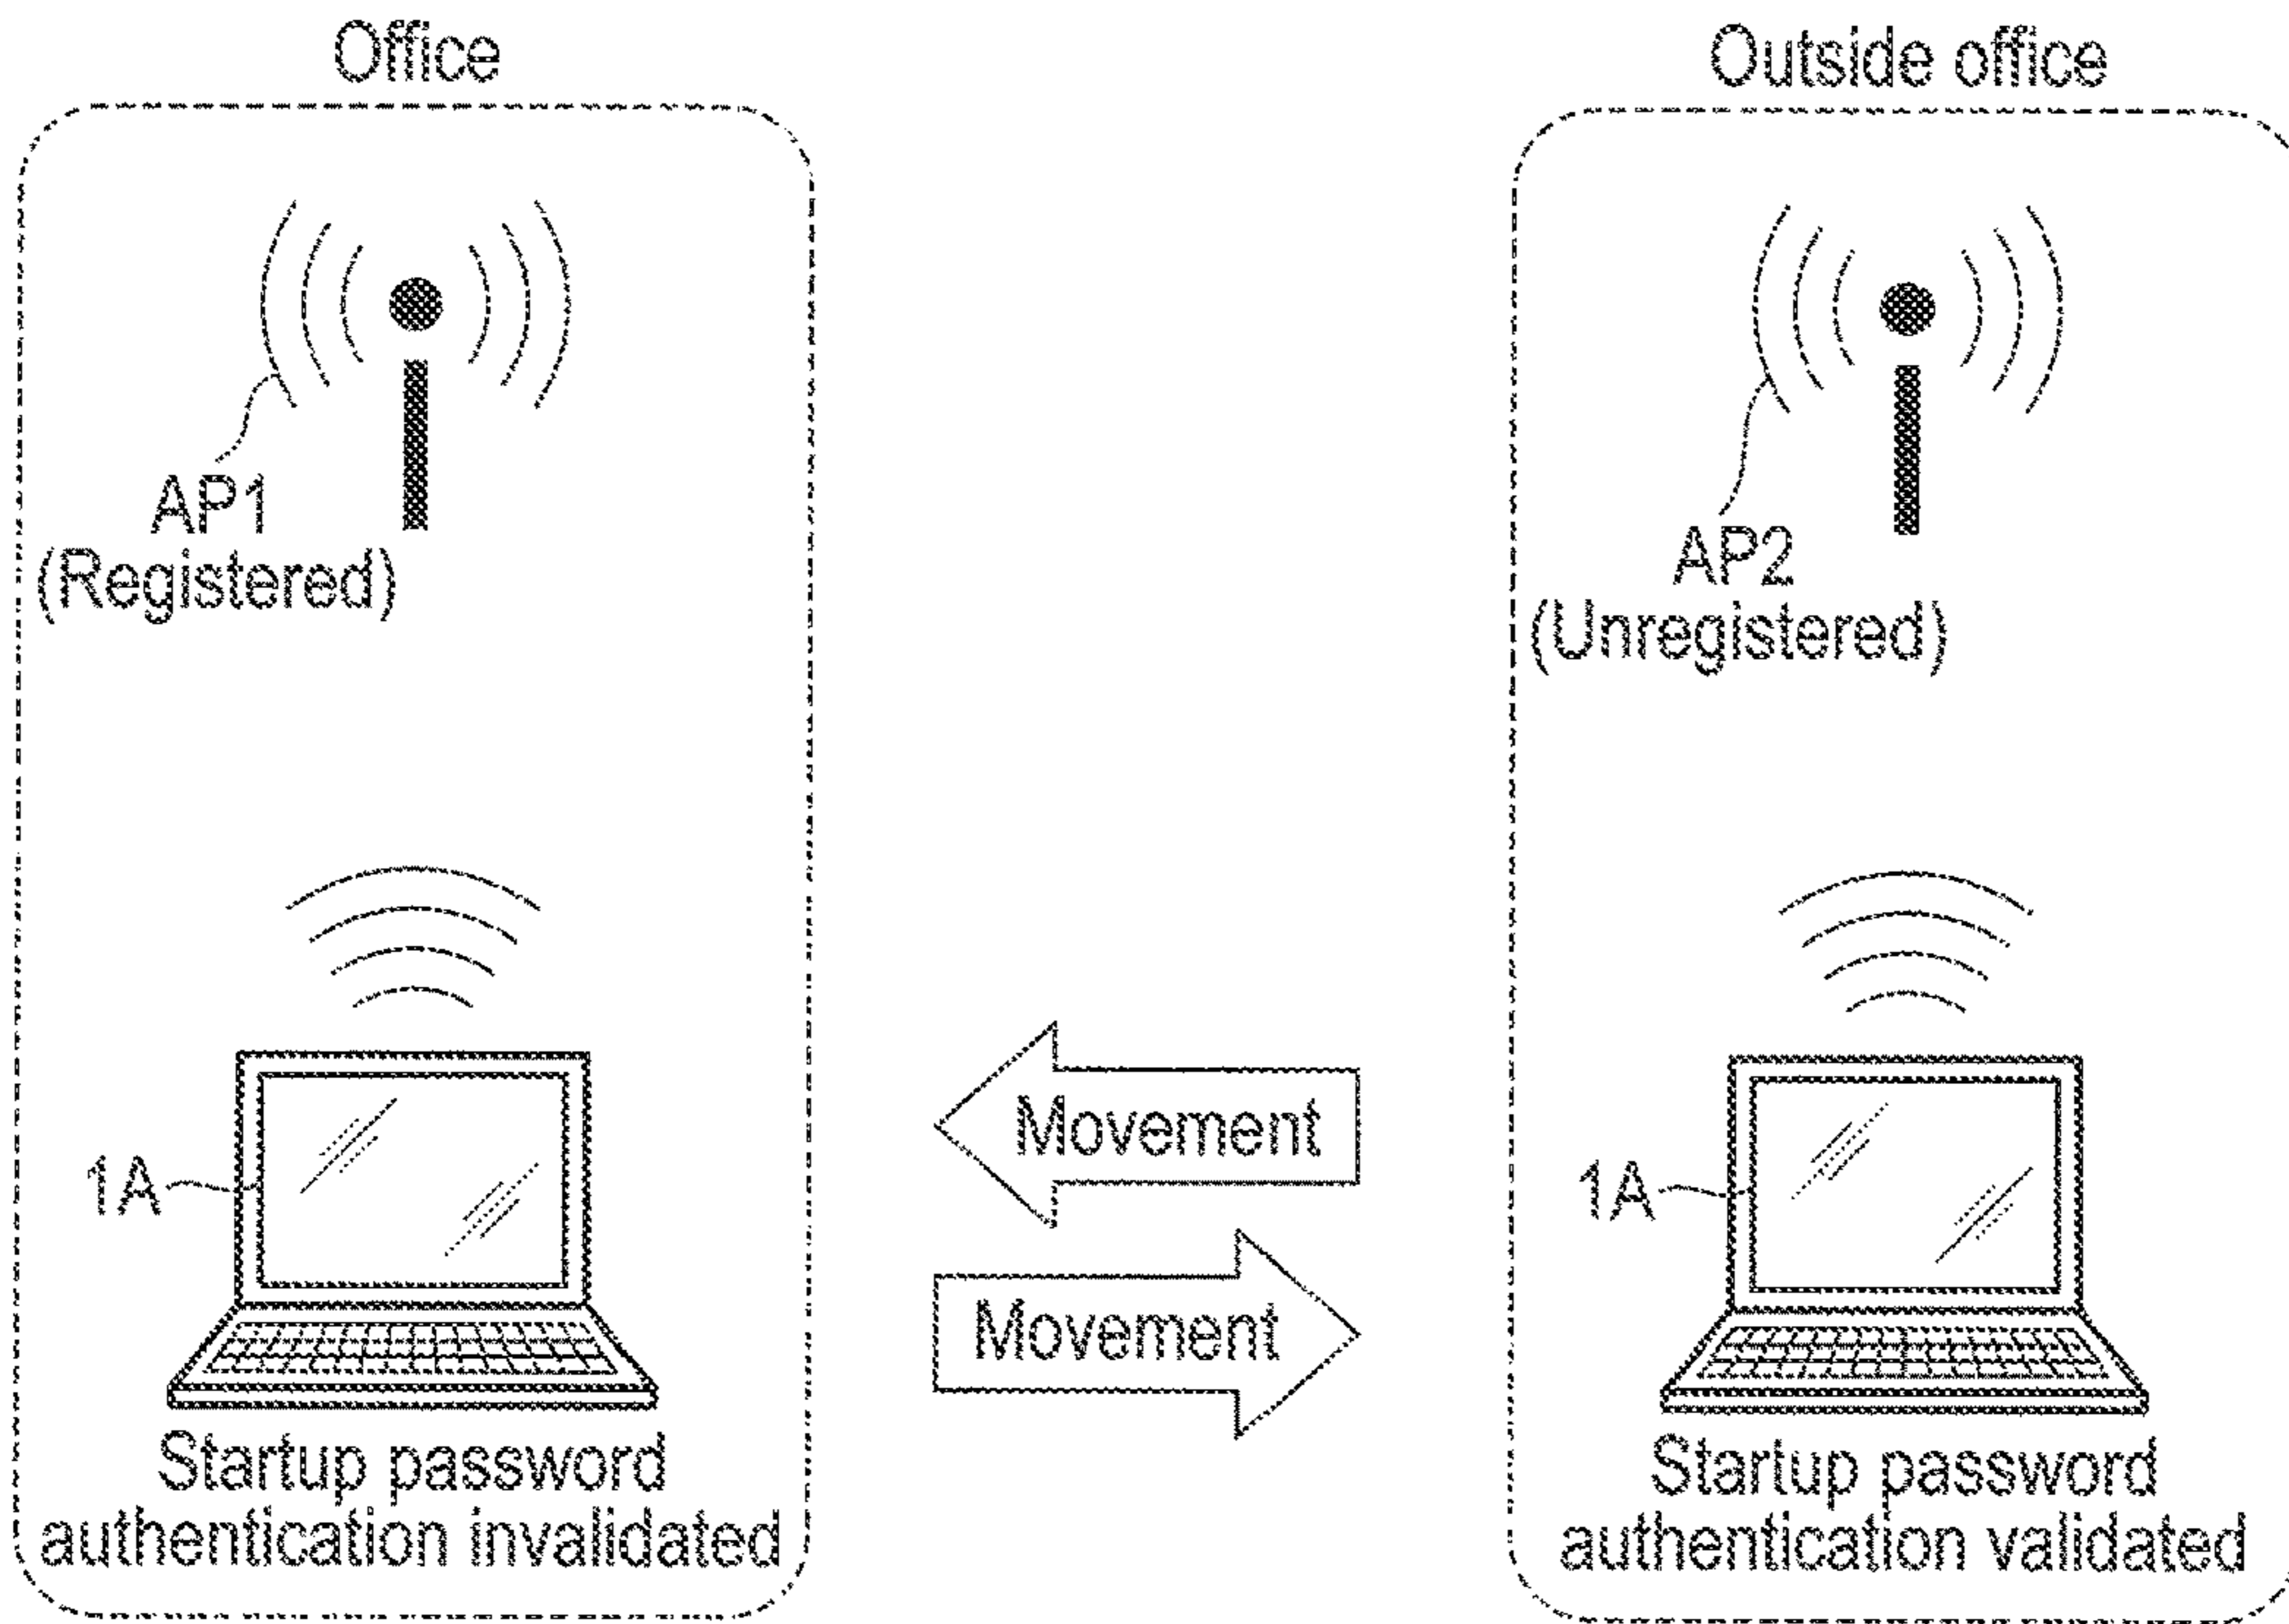 Office
AP1
(Registered)
1A
Startup password
authentication invalidated
Movement
Movement
Outside office
AP2
(Unregistered)
1A
Startup password
authentication validated